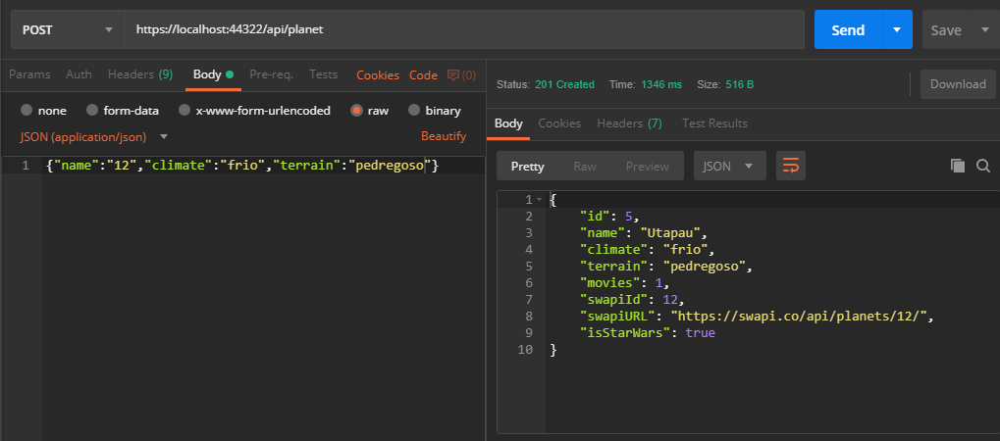 POST https://localhost:44322/api/planet Send Save
Params Auth Headers (9) Body Pre-req. Tests Cookies Code (0)
none form-data x-www-form-urlencoded raw binary
JSON (application/json) Beautify
1 {"name":"12","climate":"frio","terrain":"pedregoso"}
Status: 201 Created Time: 1346 ms Size: 516 B Download
Body Cookies Headers (7) Test Results
Pretty Raw Preview JSON
1 {
2 "id": 5,
3 "name": "Utapau",
4 "climate": "frio",
5 "terrain": "pedregoso",
6 "movies": 1,
7 "swapiId": 12,
8 "swapiURL": "https://swapi.co/api/planets/12/",
9 "isStarWars": true
10 }